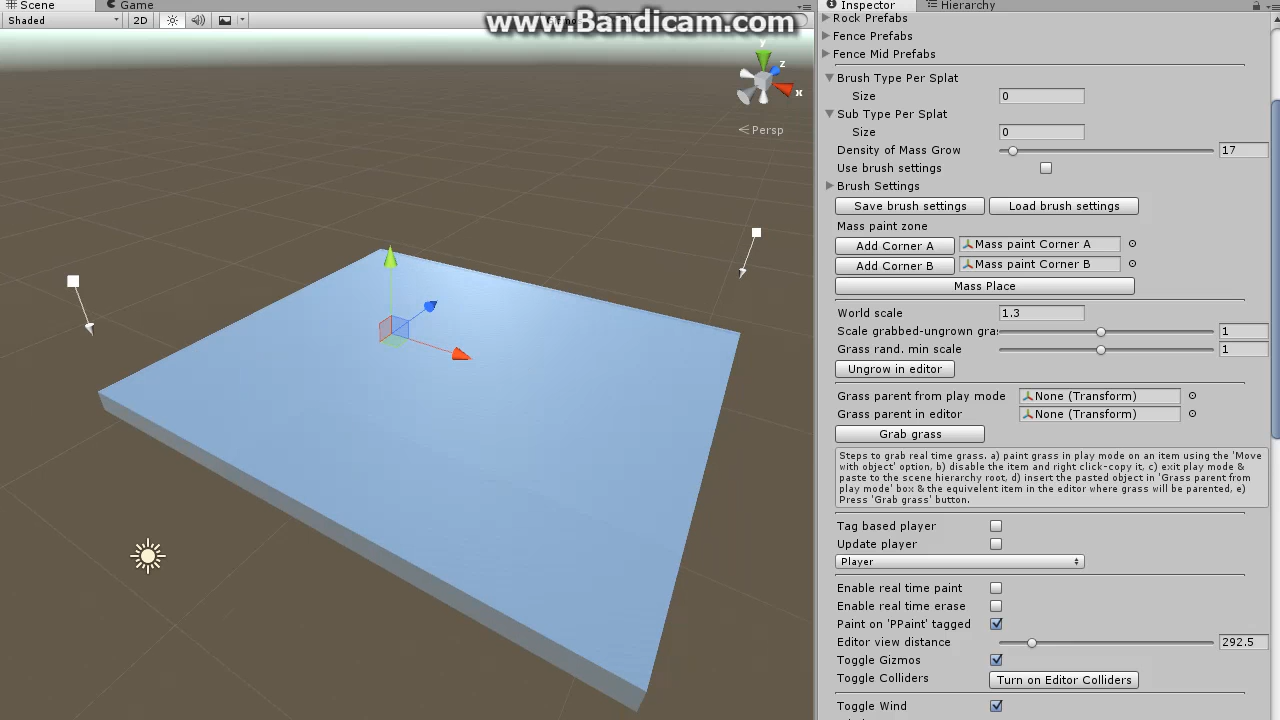 Scene
Game
www.Bandicam.com
Shaded
2D
y
z
x
Persp
Inspector
Hierarchy
Rock Prefabs
Fence Prefabs
Fence Mid Prefabs
Brush Type Per Splat
Size 0
Sub Type Per Splat
Size 0
Density of Mass Grow 17
Use brush settings
Brush Settings
Save brush settings Load brush settings
Mass paint zone
Add Corner A Mass paint Corner A
Add Corner B Mass paint Corner B
Mass Place
World scale 1.3
Scale grabbed-ungrown gra 1
Grass rand. min scale 1
Ungrow in editor
Grass parent from play mode None (Transform)
Grass parent in editor None (Transform)
Grab grass
Steps to grab real time grass. a) paint grass in play mode on an item using the 'Move
with object' option, b) disable the item and right click-copy it, c) exit play mode &
paste to the scene hierarchy root, d) insert the pasted object in 'Grass parent from
play mode' box & the equivelent item in the editor where grass will be parented, e)
Press 'Grab grass' button.
Tag based player
Update player
Player
Enable real time paint
Enable real time erase
Paint on 'PPaint' tagged
Editor view distance 292.5
Toggle Gizmos
Toggle Colliders Turn on Editor Colliders
Toggle Wind